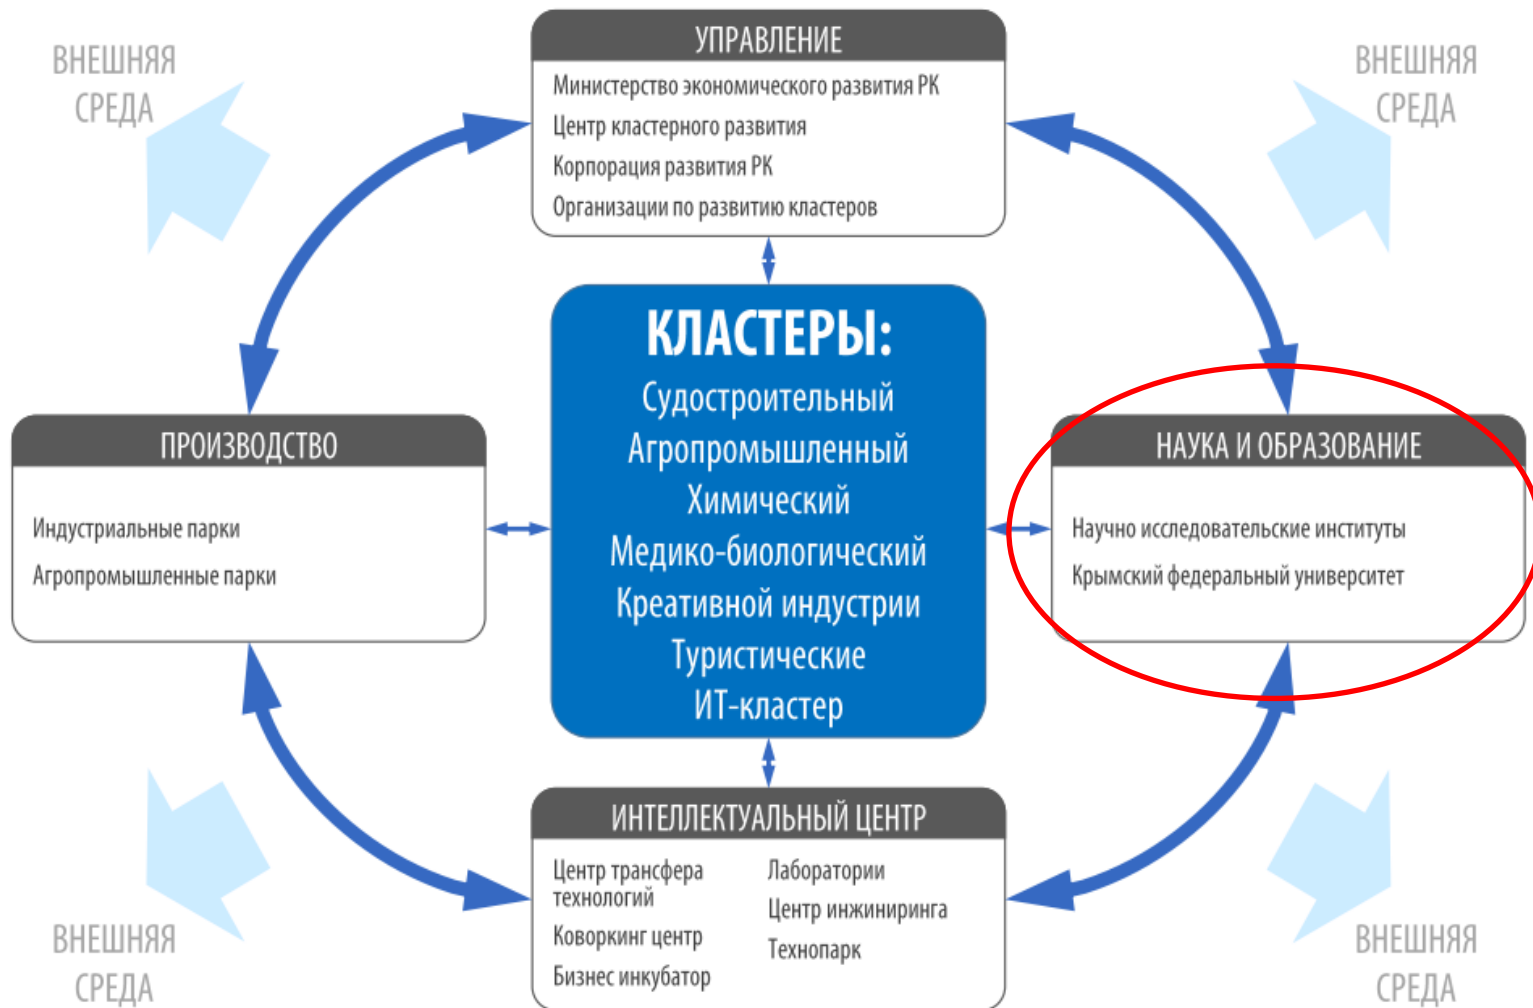 ВНЕШНЯЯ
СРЕДА
УПРАВЛЕНИЕ
Министерство экономического развития РК
Центр кластерного развития
Корпорация развития РК
Организации по развитию кластеров
ВНЕШНЯЯ
СРЕДА
ПРОИЗВОДСТВО
Индустриальные парки
Агропромышленные парки
КЛАСТЕРЫ:
Судостроительный
Агропромышленный
Химический
Медико-биологический
Креативной индустрии
Туристические
ИТ-кластер
НАУКА И ОБРАЗОВАНИЕ
Научно исследовательские институты
Крымский федеральный университет
ИНТЕЛЛЕКТУАЛЬНЫЙ ЦЕНТР
Центр трансфера
технологий
Коворкинг центр
Бизнес инкубатор
Лаборатории
Центр инжиниринга
Технопарк
ВНЕШНЯЯ
СРЕДА
ВНЕШНЯЯ
СРЕДА